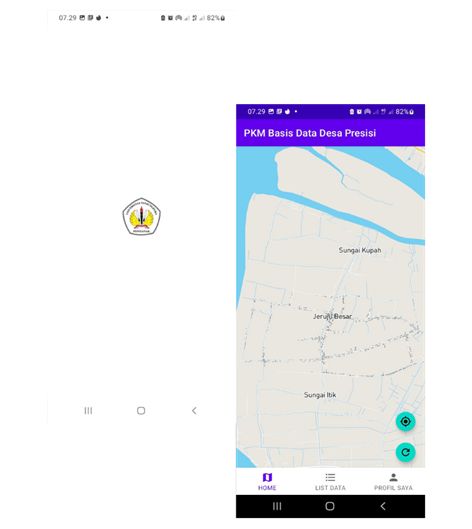 07.29
82%
07.29
82%
PKM Basis Data Desa Presisi
Sungai Kupah
Jeruju Besar
Sungai Itik
HOME
LIST DATA
PROFIL SAYA